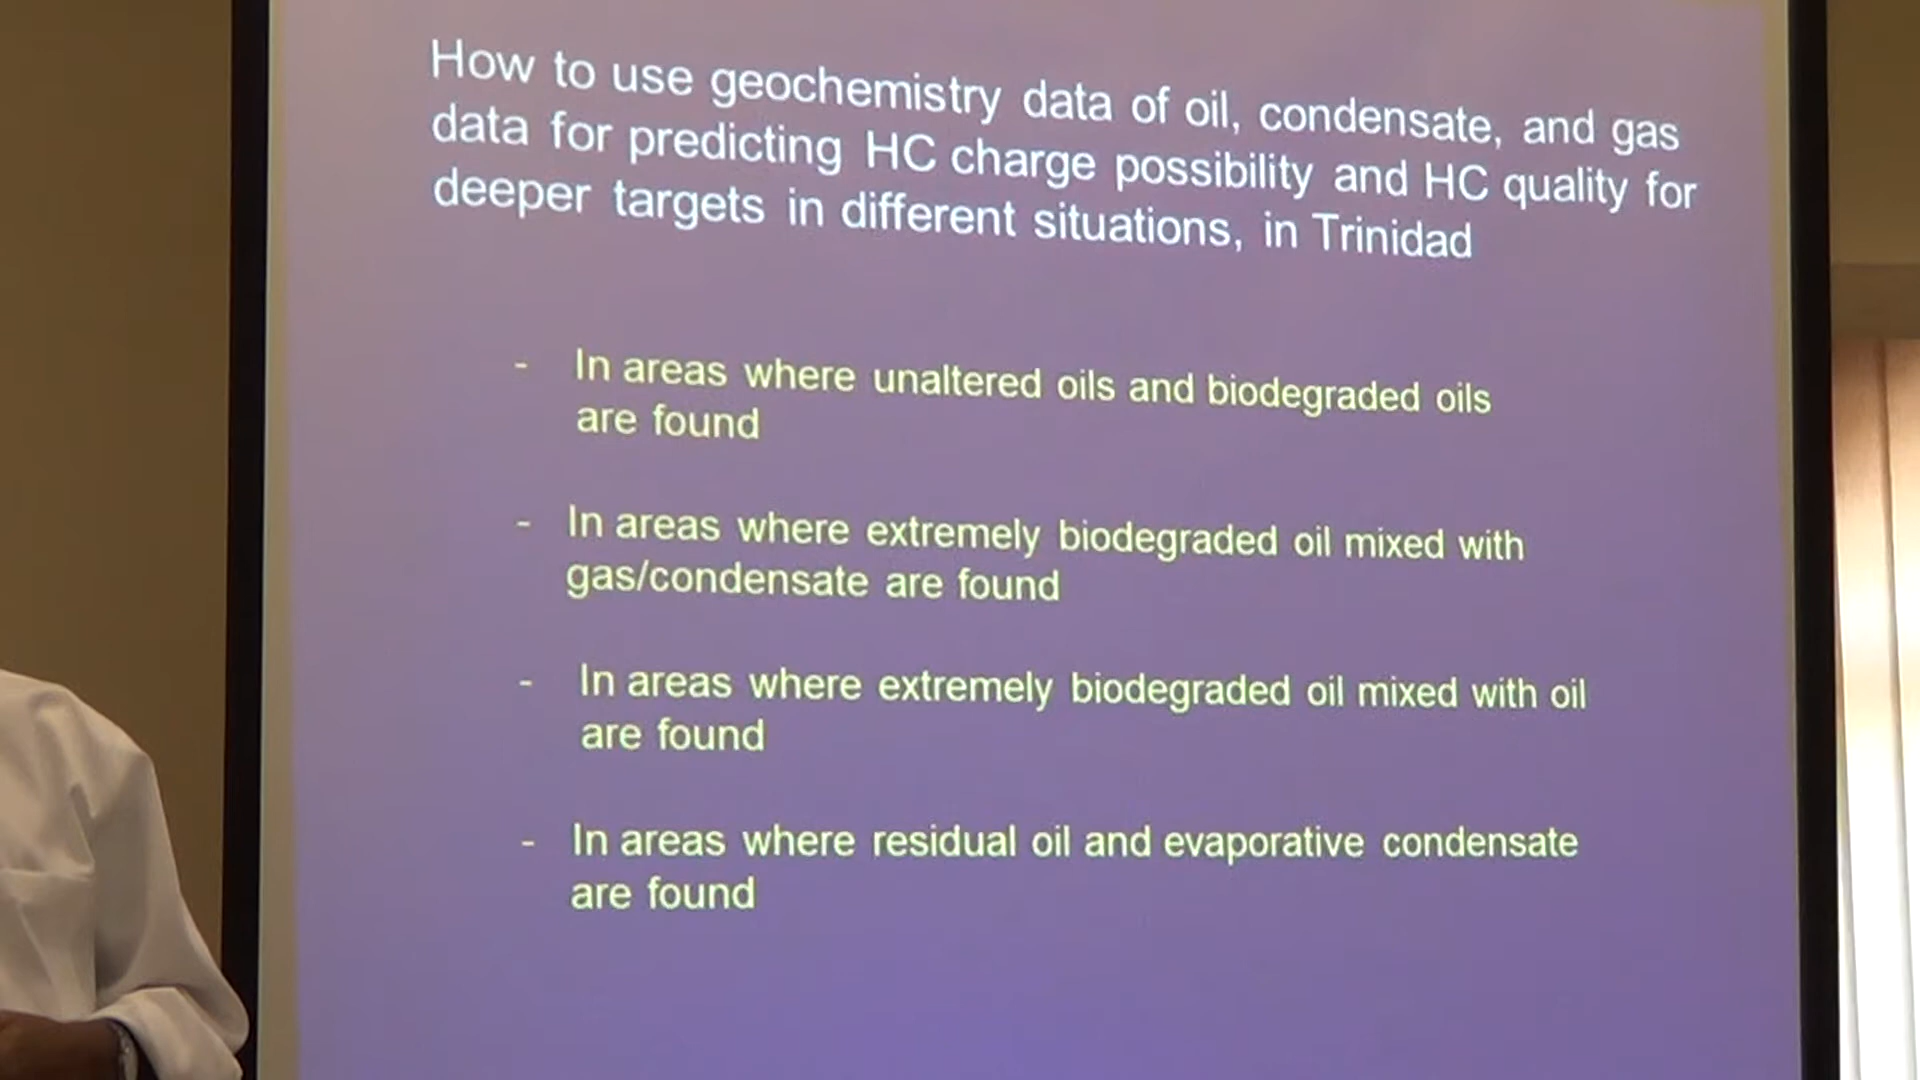 How to use geochemistry data of oil, condensate, and gas
data for predicting HC charge possibility and HC quality for
deeper targets in different situations, in Trinidad
- In areas where unaltered oils and biodegraded oils
are found
- In areas where extremely biodegraded oil mixed with
gas/condensate are found
- In areas where extremely biodegraded oil mixed with oil
are found
- In areas where residual oil and evaporative condensate
are found